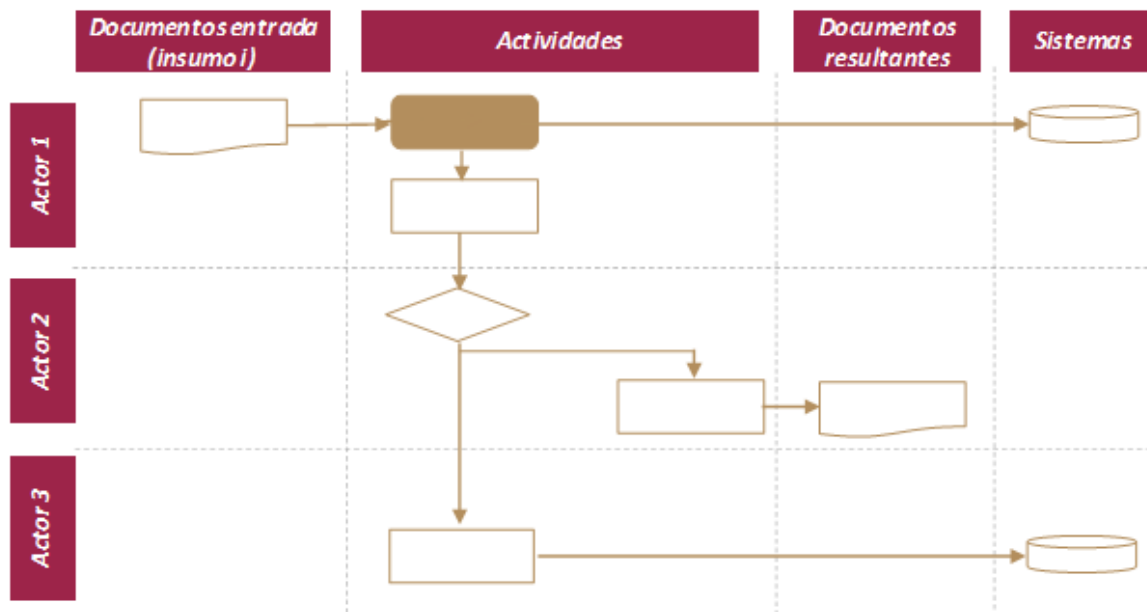 Documentos entrada
(insumo i)
Actividades
Documentos
resultantes
Sistemas
Actor 1
Actor 2
Actor 3